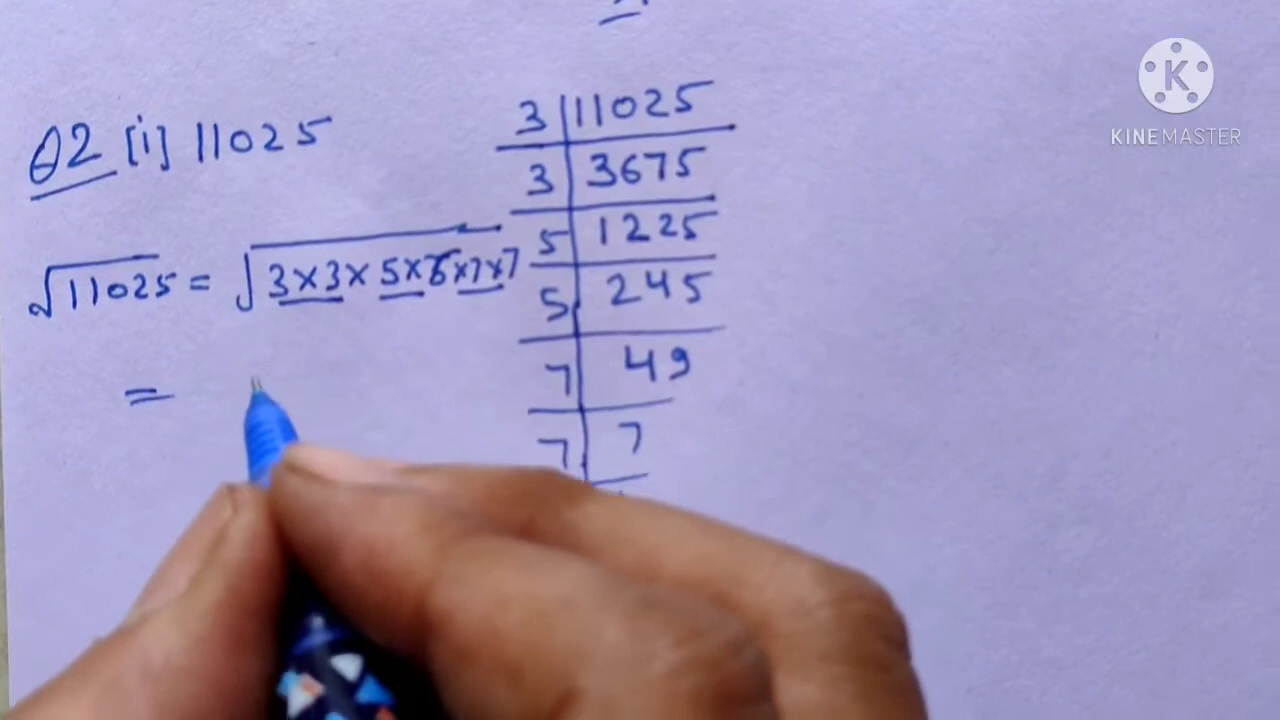 Q2 [i] 11025
√11025 = √3×3×5×5×7×7
=
3 | 11025
3 | 3675
5 | 1225
5 | 245
7 | 49
7 | 7
K
KINEMASTER